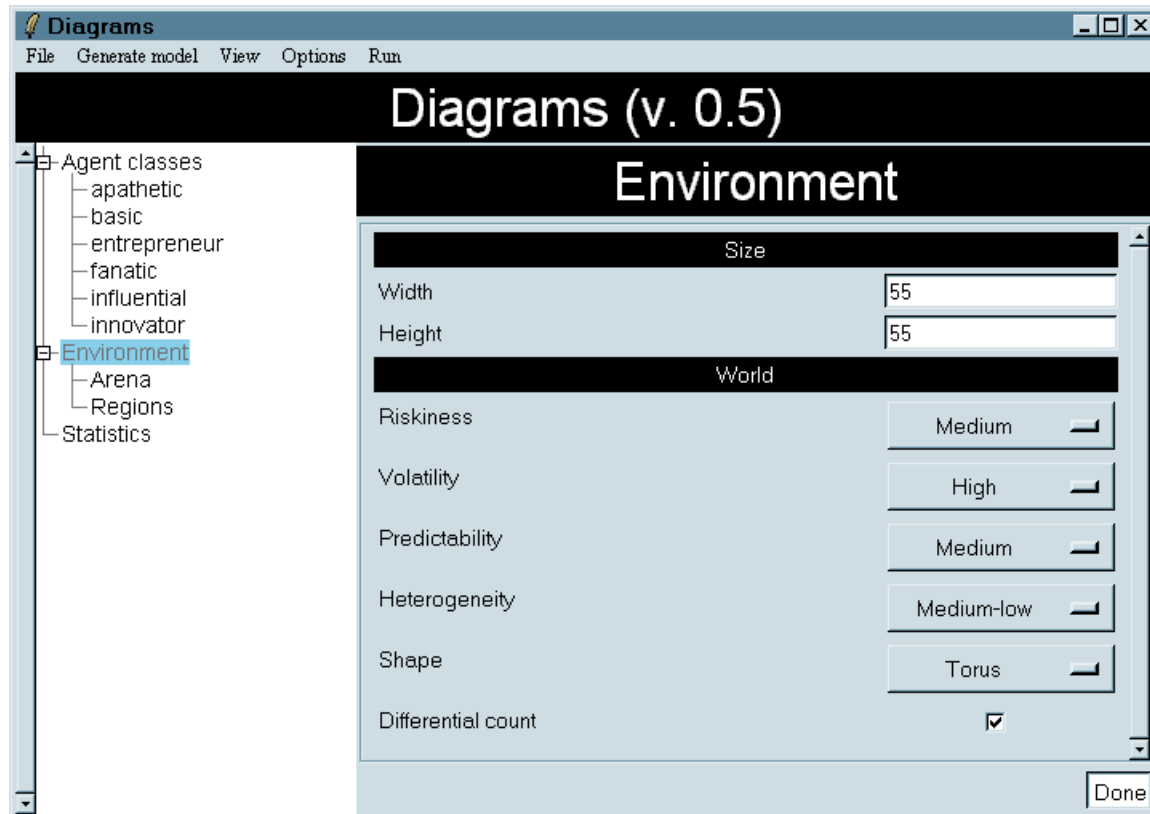 Diagrams
File Generate model View Options Run
Diagrams (v. 0.5)
Agent classes
apathetic
basic
entrepreneur
fanatic
influential
innovator
Environment
Arena
Regions
Statistics
Environment
Size
Width 55
Height 55
World
Riskiness Medium
Volatility High
Predictability Medium
Heterogeneity Medium-low
Shape Torus
Differential count
Done